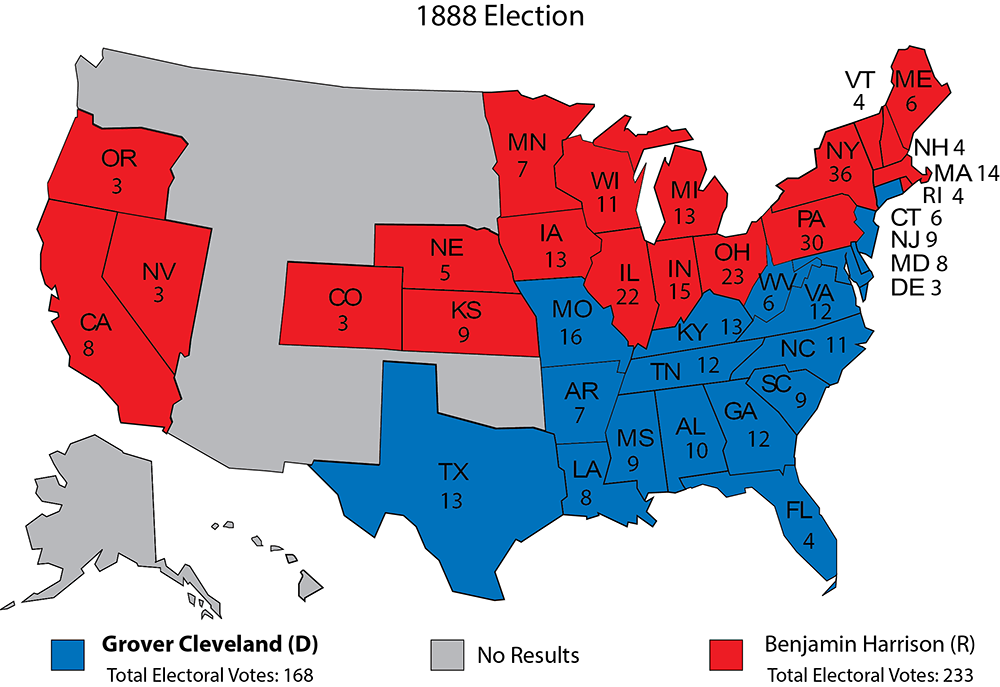 1888 Election
VT
4
ME
6
OR
3
MN
7
NY
36
NH 4
MA 14
RI 4
WI
11
MI
13
CT 6
NJ 9
MD 8
DE 3
PA
30
IA
13
NE
5
OH
23
NV
3
IL
22
IN
15
CO
3
KS
9
WV
6
VA
12
MO
16
CA
8
KY 13
NC 11
TN 12
AR
7
SC
9
GA
12
MS
9
AL
10
TX
13
LA
8
FL
4
Grover Cleveland (D)
Total Electoral Votes: 168
No Results
Benjamin Harrison (R)
Total Electoral Votes: 233